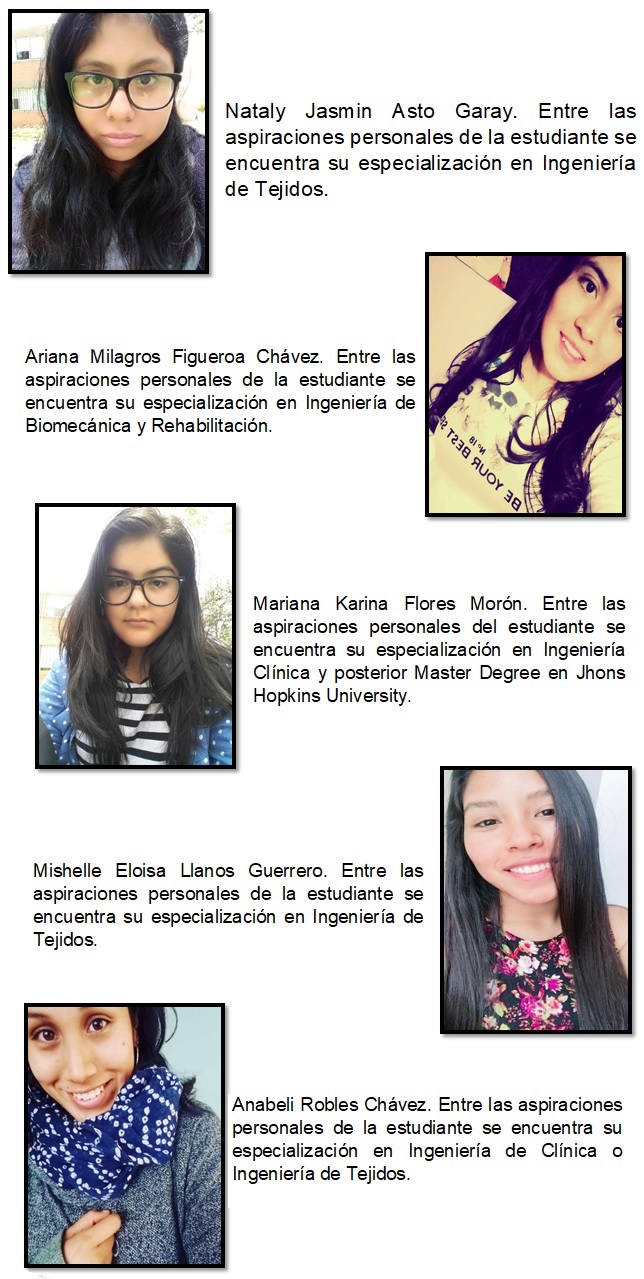 Nataly Jasmin Asto Garay. Entre las
aspiraciones personales de la estudiante se
encuentra su especialización en Ingeniería
de Tejidos.
Ariana Milagros Figueroa Chávez. Entre las
aspiraciones personales de la estudiante se
encuentra su especialización en Ingeniería de
Biomecánica y Rehabilitación.
Nº 18
BE YOUR BEST
Mariana Karina Flores Morón. Entre las
aspiraciones personales del estudiante se
encuentra su especialización en Ingeniería
Clínica y posterior Master Degree en Jhons
Hopkins University.
Mishelle Eloisa Llanos Guerrero. Entre las
aspiraciones personales de la estudiante se
encuentra su especialización en Ingeniería de
Tejidos.
Anabeli Robles Chávez. Entre las aspiraciones
personales de la estudiante se encuentra su
especialización en Ingeniería de Clínica o
Ingeniería de Tejidos.